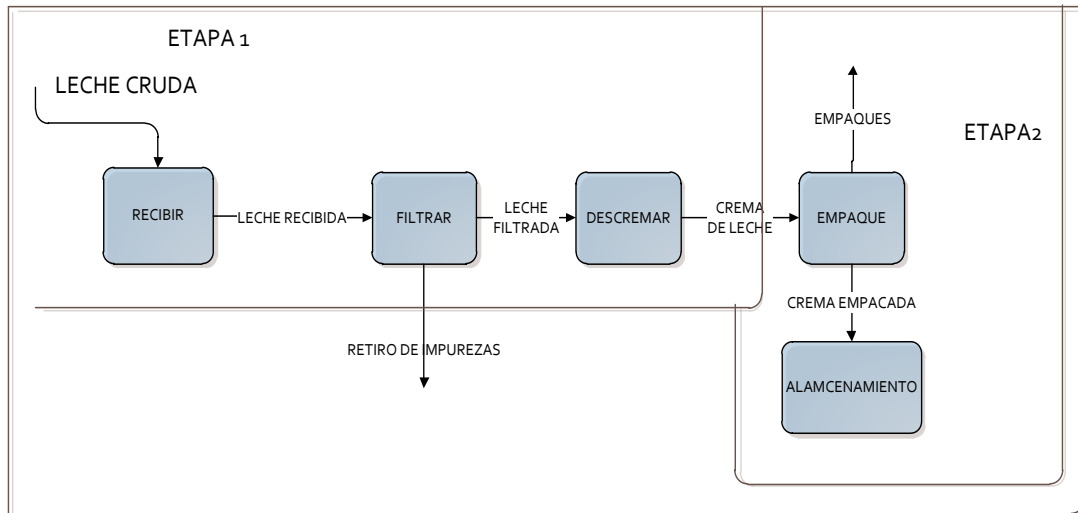 ETAPA 1
LECHE CRUDA
RECIBIR
LECHE RECIBIDA
FILTRAR
LECHE
FILTRADA
DESCREMAR
CREMA
DE LECHE
RETIRO DE IMPUREZAS
EMPAQUES
ETAPA2
EMPAQUE
CREMA EMPACADA
ALAMCENAMIENTO